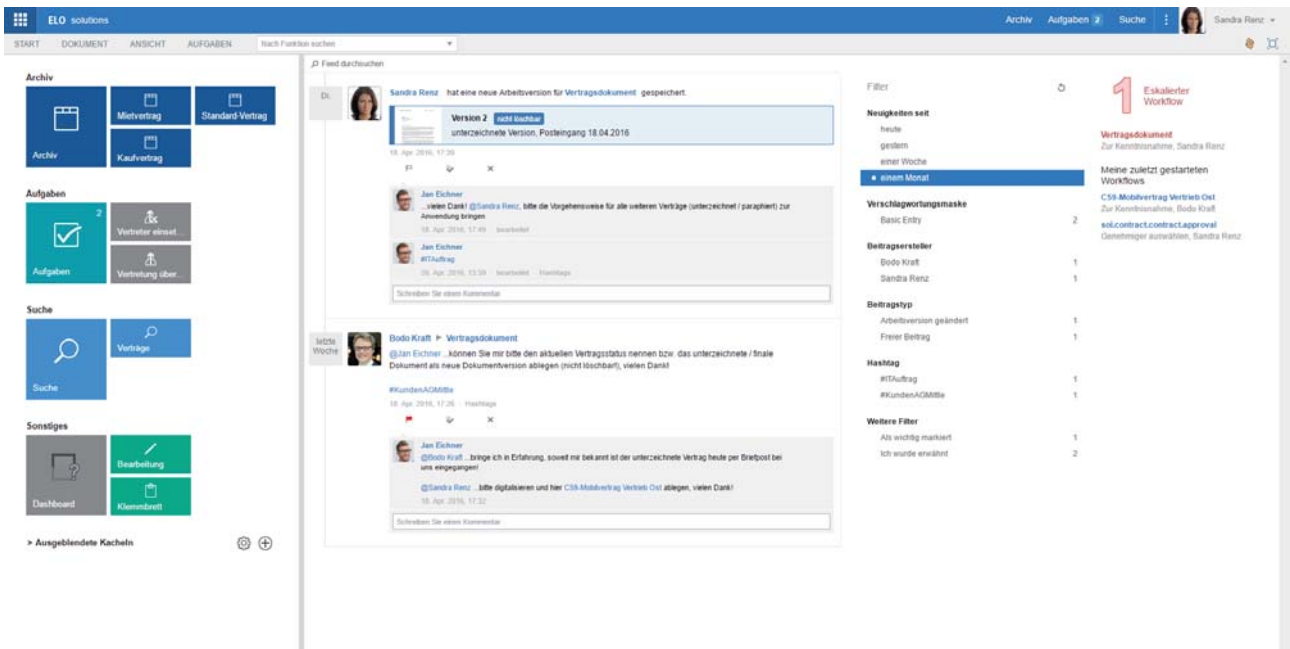 ELO solutions
Archiv Aufgaben 2 Suche Sandra Renz
START DOKUMENT ANSICHT AUFGABEN Nach Funktion suchen
Archiv
Archiv
Mietvertrag
Standard-Vertrag
Kaufvertrag
Aufgaben
2
Aufgaben
Vertreter einset...
Vertretung über...
Suche
Suche
Verträge
Sonstiges
Dashboard
Bearbeitung
Klemmbrett
> Ausgeblendete Kacheln
Feed durchsuchen
Di.
Sandra Renz hat eine neue Arbeitsversion für Vertragsdokument gespeichert.
Version 2 nicht löschbar
unterzeichnete Version, Posteingang 18.04.2016
18. Apr. 2016, 17:39
Jan Eichner
...vielen Dank! @Sandra Renz, bitte die Vorgehensweise für alle weiteren Verträge (unterzeichnet / paraphiert) zur
Anwendung bringen
18. Apr. 2016, 17:49 · bearbeitet
Jan Eichner
#ITAuftrag
Apr. 2016, 13:59 · bearbeitet · Hashtags
Schreiben Sie einen Kommentar
letzte
Woche
Bodo Kraft Vertragsdokument
@Jan Eichner ...können Sie mir bitte den aktuellen Vertragsstatus nennen bzw. das unterzeichnete / finale
Dokument als neue Dokumentversion ablegen (nicht löschbar!), vielen Dank!
#KundenAGMitte
18. Apr. 2016, 17:26 · Hashtags
Jan Eichner
@Bodo Kraft ...bringe ich in Erfahrung, soweit mir bekannt ist der unterzeichnete Vertrag heute per Briefpost bei
uns eingegangen!
@Sandra Renz ...bitte digitalisieren und hier C59-Mobilvertrag Vertrieb Ost ablegen, vielen Dank!
18. Apr. 2016, 17:32
Schreiben Sie einen Kommentar
Filter
Neuigkeiten seit
heute
gestern
einer Woche
einem Monat
Verschlagwortungsmaske
Basic Entry 2
Beitragsersteller
Bodo Kraft 1
Sandra Renz 1
Beitragstyp
Arbeitsversion geändert 1
Freier Beitrag 1
Hashtag
#ITAuftrag 1
#KundenAGMitte 1
Weitere Filter
Als wichtig markiert 1
Ich wurde erwähnt 2
1 Eskalierter
Workflow
Vertragsdokument
Zur Kenntnisnahme, Sandra Renz
Meine zuletzt gestarteten
Workflows
C59-Mobilvertrag Vertrieb Ost
Zur Kenntnisnahme, Bodo Kraft
sol.contract.contract.approval
Genehmiger auswählen, Sandra Renz